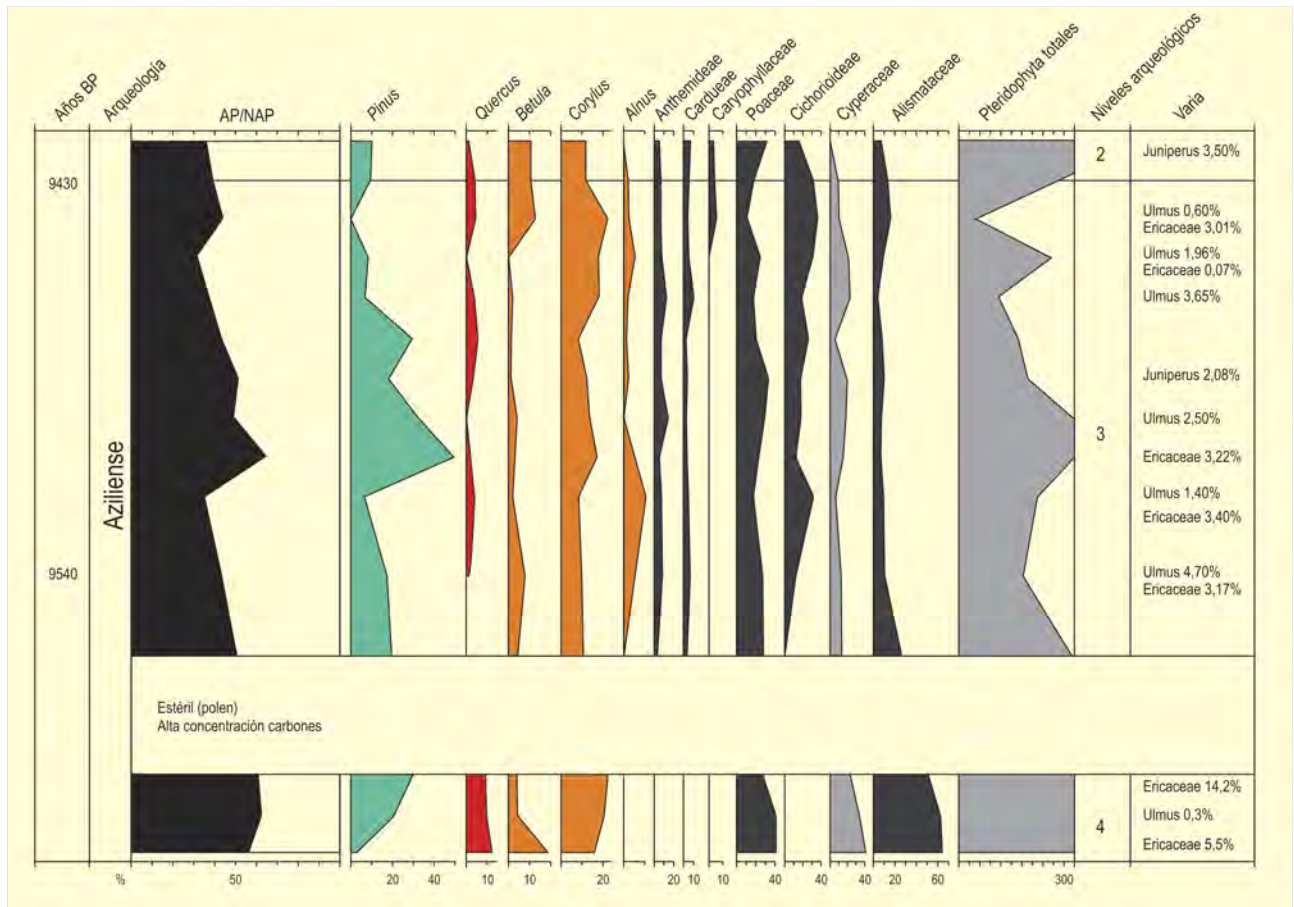 Años BP
Arqueología
AP/NAP
Pinus
Quercus
Betula
Corylus
Alnus
Anthemideae
Cardueae
Caryophyllaceae
Poaceae
Cichorioideae
Cyperaceae
Alismataceae
Pteridophyta totales
Niveles arqueológicos
Varia
2
Juniperus 3,50%
9430
Ulmus 0,60%
Ericaceae 3,01%
Ulmus 1,96%
Ericaceae 0,07%
Ulmus 3,65%
Juniperus 2,08%
Ulmus 2,50%
3
Aziliense
Ericaceae 3,22%
Ulmus 1,40%
Ericaceae 3,40%
9540
Ulmus 4,70%
Ericaceae 3,17%
Estéril (polen)
Alta concentración carbones
Ericaceae 14,2%
Ulmus 0,3%
4
Ericaceae 5,5%
% 50 20 40 10 10 20 20 10 10 40 40 40 20 60 300